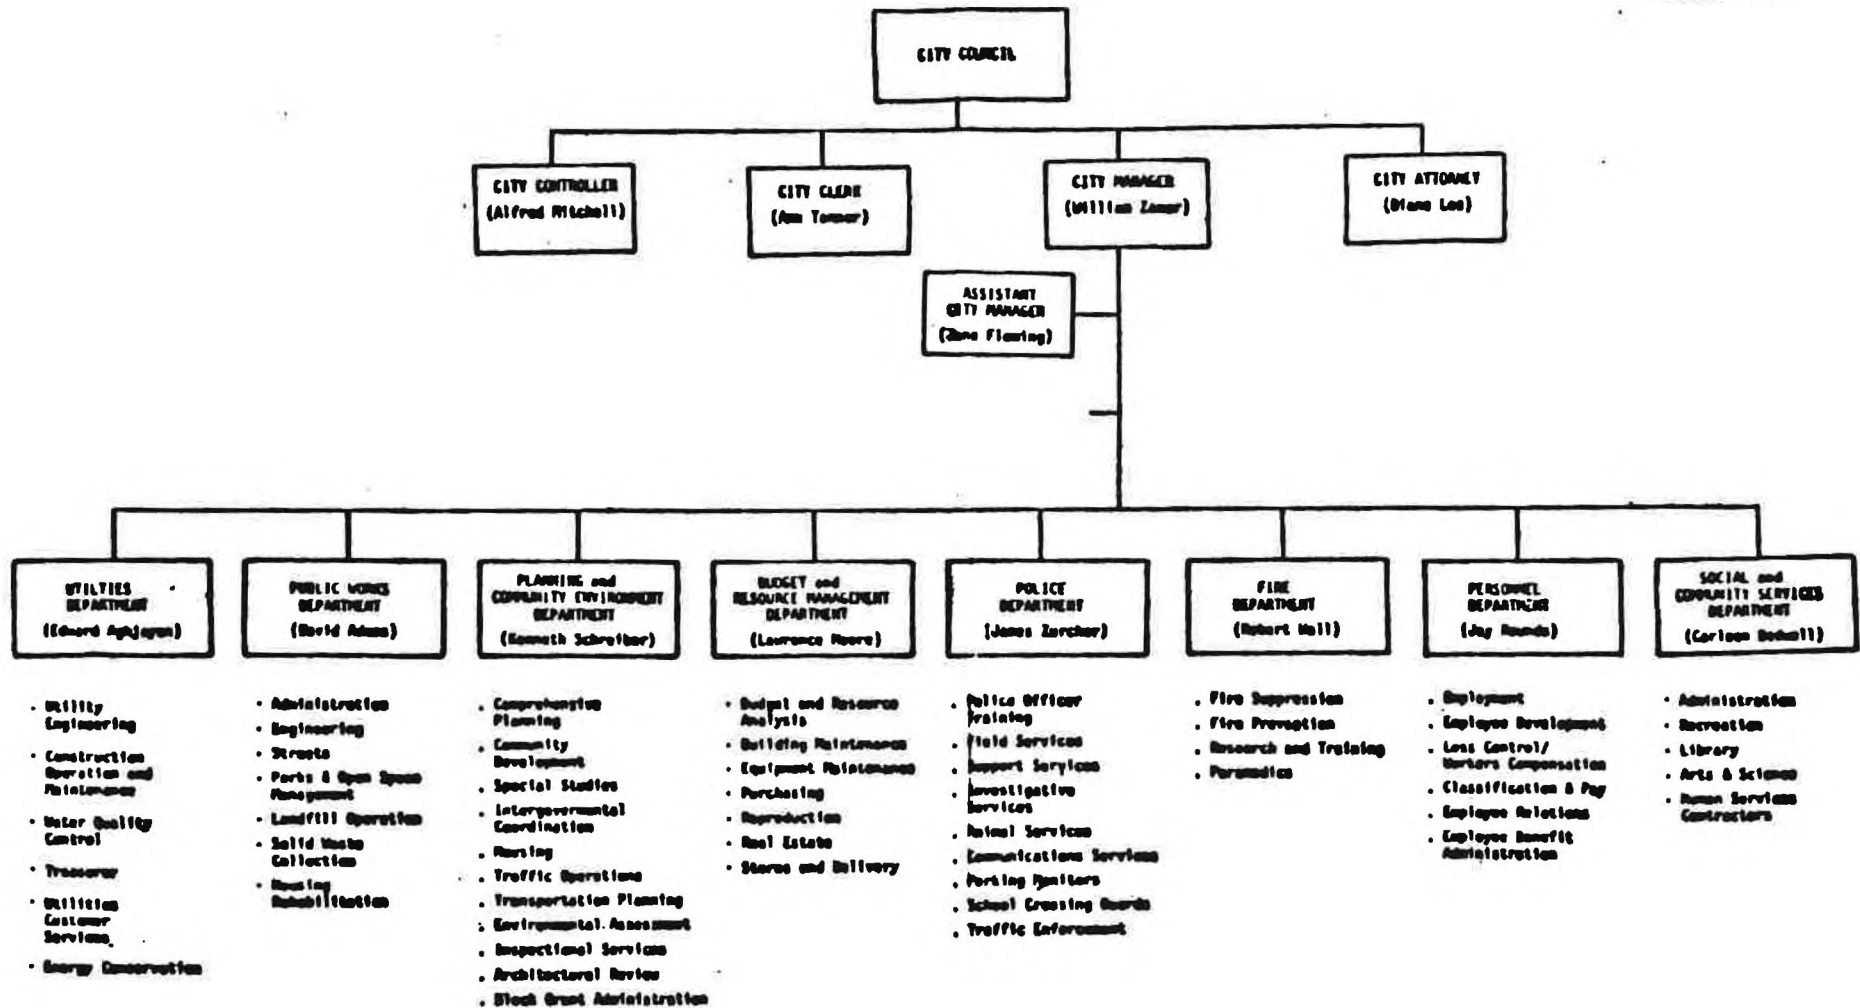 CITY COUNCIL
CITY CONTROLLER
(Alfred Mitchell)
CITY CLERK
(Ann Tanner)
CITY MANAGER
(William Zaner)
CITY ATTORNEY
(Diane Lee)
ASSISTANT
CITY MANAGER
(June Fleming)
UTILTIES
DEPARTMENT
(Edward Aghjayan)
PUBLIC WORKS
DEPARTMENT
(David Adams)
PLANNING and
COMMUNITY ENVIRONMENT
DEPARTMENT
(Kenneth Schreiber)
BUDGET and
RESOURCE MANAGEMENT
DEPARTMENT
(Lawrence Moore)
POLICE
DEPARTMENT
(James Zurcher)
FIRE
DEPARTMENT
(Robert Wall)
PERSONNEL
DEPARTMENT
(Jay Rounds)
SOCIAL and
COMMUNITY SERVICES
DEPARTMENT
(Carleen Bedwell)
· Utility
Engineering
· Construction
Operation and
Maintenance
· Water Quality
Control
· Treasurer
· Utilities
Customer
Services
· Energy Conservation
· Administration
· Engineering
· Streets
· Parks & Open Space
Management
· Landfill Operation
· Solid Waste
Collection
· Housing
Rehabilitation
. Comprehensive
Planning
. Community
Development
. Special Studies
. Intergovernmental
Coordination
. Housing
. Traffic Operations
. Transportation Planning
. Environmental Assessment
. Inspectional Services
. Architectural Review
. Block Grant Administration
· Budget and Resource
Analysis
· Building Maintenance
· Equipment Maintenance
· Purchasing
· Reproduction
· Real Estate
· Stores and Delivery
. Police Officer
Training
. Field Services
. Support Services
. Investigative
Services
. Animal Services
. Communications Services
. Parking Monitors
. School Crossing Guards
. Traffic Enforcement
. Fire Suppression
. Fire Prevention
. Research and Training
. Paramedics
. Employment
. Employee Development
. Loss Control/
Workers Compensation
. Classification & Pay
. Employee Relations
. Employee Benefit
Administration
· Administration
· Recreation
· Library
· Arts & Science
· Human Services
Contractors